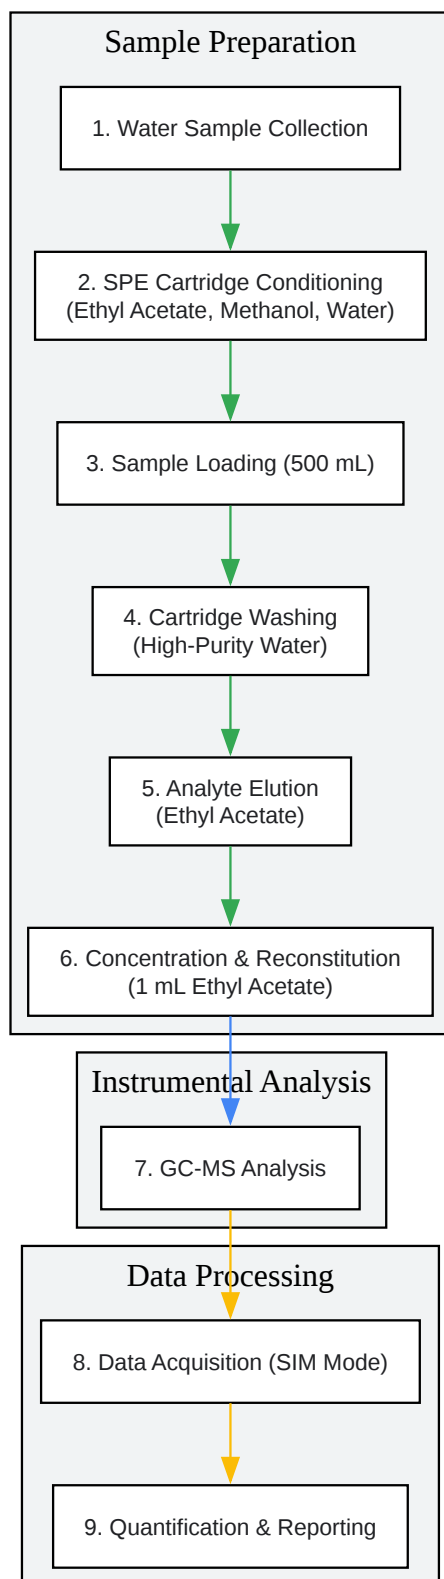 Sample Preparation
1. Water Sample Collection
2. SPE Cartridge Conditioning
(Ethyl Acetate, Methanol, Water)
3. Sample Loading (500 mL)
4. Cartridge Washing
(High-Purity Water)
5. Analyte Elution
(Ethyl Acetate)
6. Concentration & Reconstitution
(1 mL Ethyl Acetate)
Instrumental Analysis
7. GC-MS Analysis
Data Processing
8. Data Acquisition (SIM Mode)
9. Quantification & Reporting